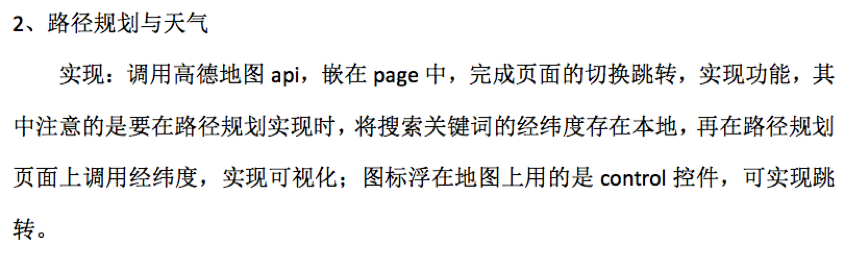 2、路径规划与天气
实现：调用高德地图 api，嵌在 page 中，完成页面的切换跳转，实现功能，其
中注意的是要在路径规划实现时，将搜索关键词的经纬度存在本地，再在路径规划
页面上调用经纬度，实现可视化；图标浮在地图上用的是 control 控件，可实现跳
转。